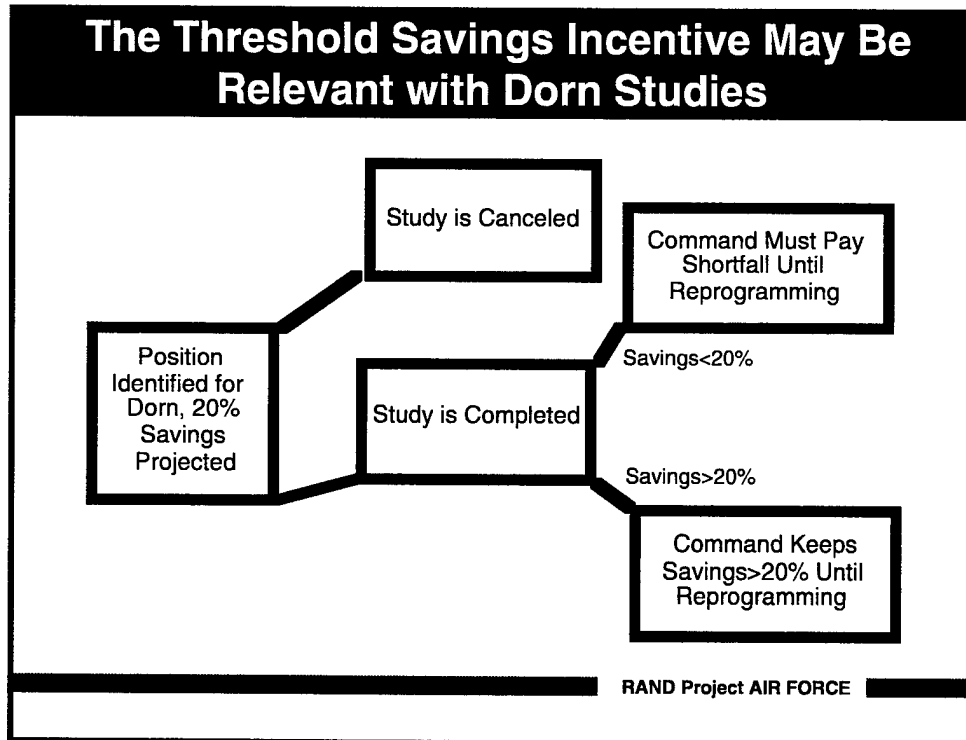 The Threshold Savings Incentive May Be
Relevant with Dorn Studies
Study is Canceled
Command Must Pay
Shortfall Until
Reprogramming
Position
Identified for
Dorn, 20%
Savings
Projected
Savings<20%
Study is Completed
Savings>20%
Command Keeps
Savings>20% Until
Reprogramming
RAND Project AIR FORCE